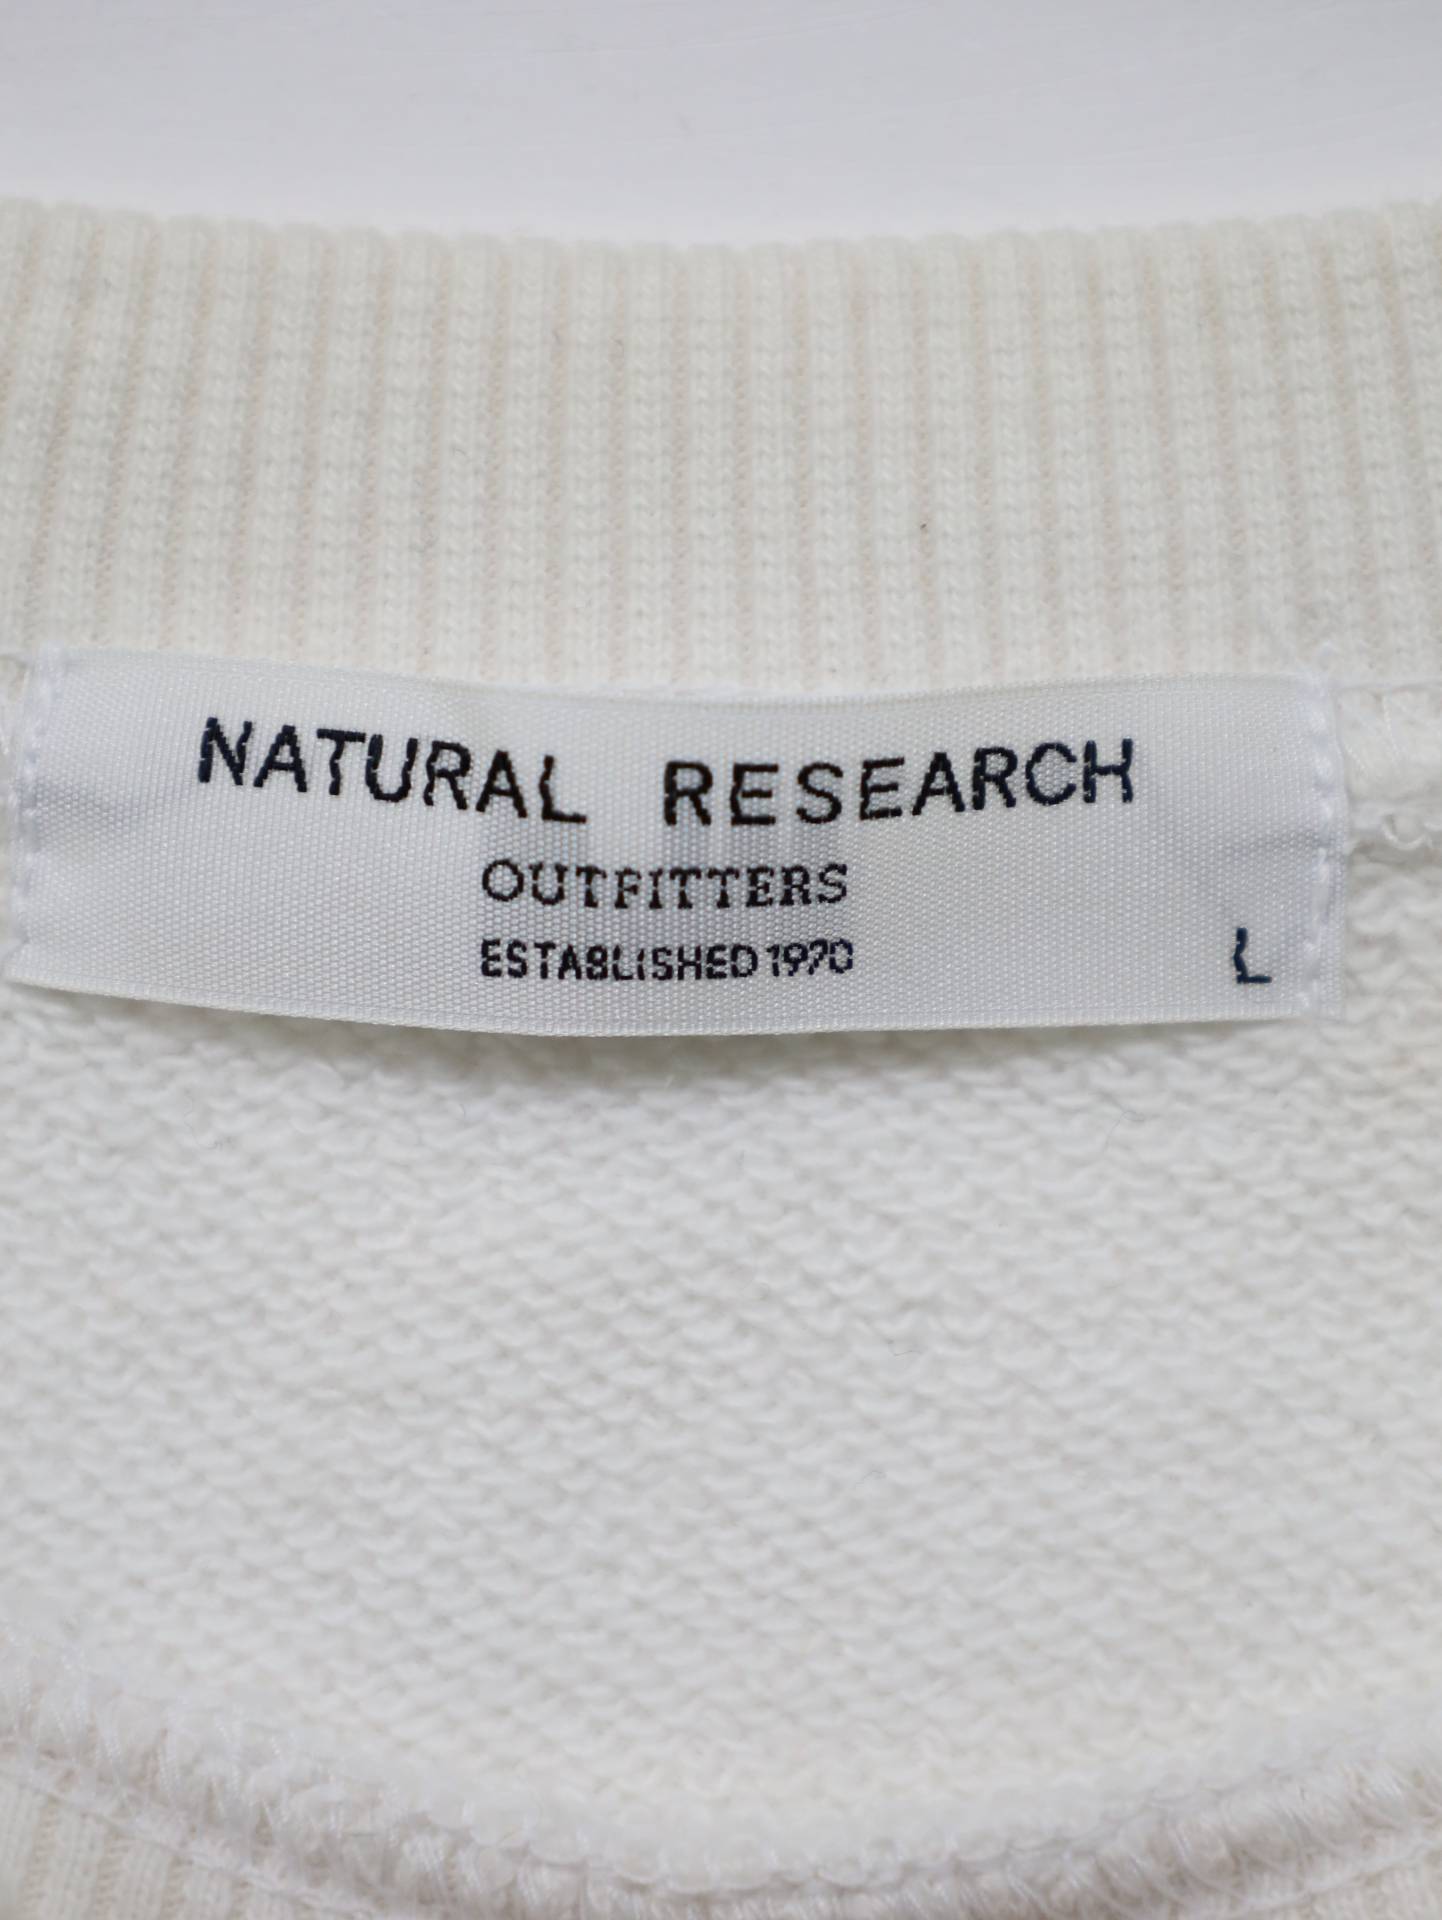 NATURAL RESEARCH
OUTFITTERS
ESTABLISHED 1970
L